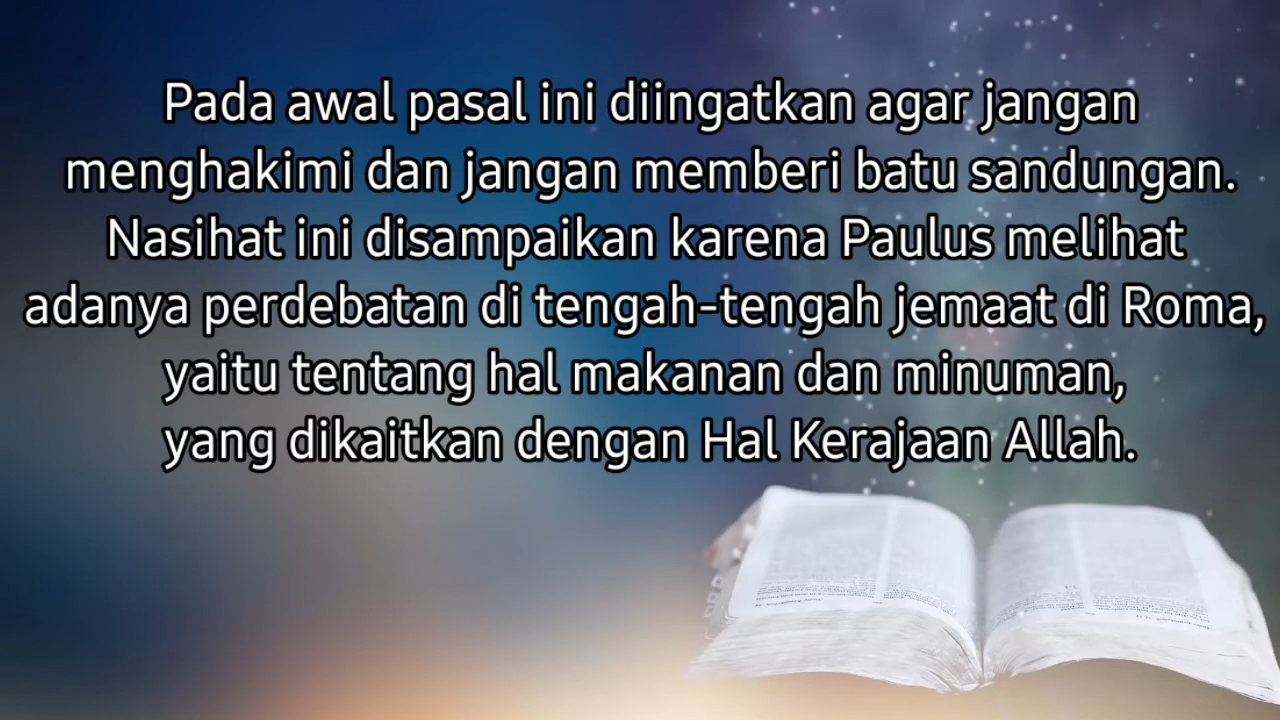 Pada awal pasal ini diingatkan agar jangan
menghakimi dan jangan memberi batu sandungan.
Nasihat ini disampaikan karena Paulus melihat
adanya perdebatan di tengah-tengah jemaat di Roma,
yaitu tentang hal makanan dan minuman,
yang dikaitkan dengan Hal Kerajaan Allah.